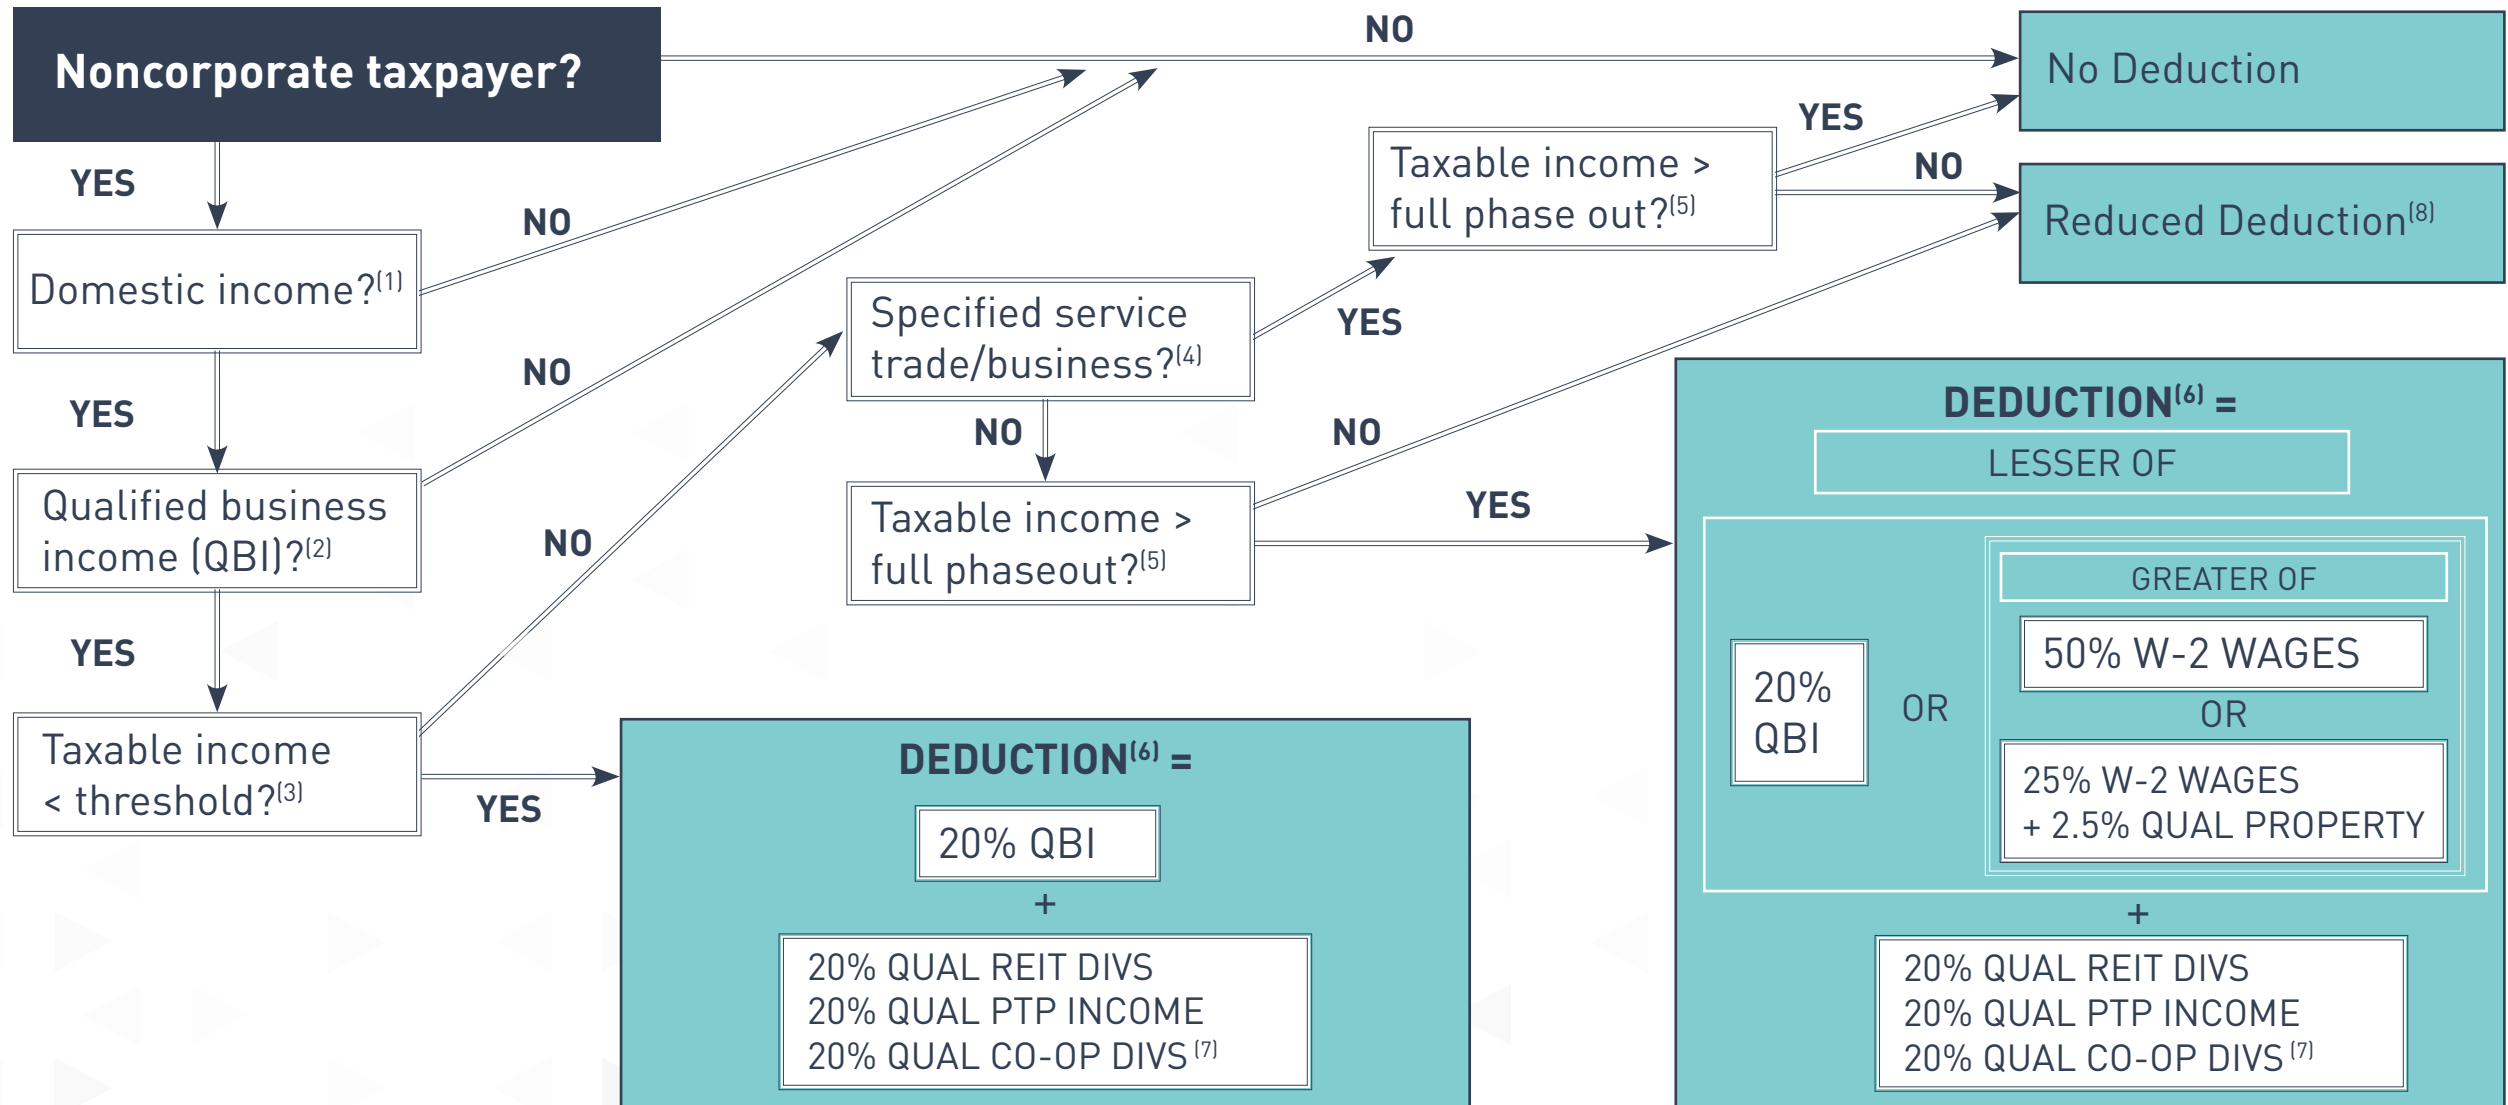 Noncorporate taxpayer?
NO
No Deduction
YES
Domestic income?(1)
NO
YES
Qualified business
income (QBI)?(2)
NO
YES
Taxable income
< threshold?(3)
NO
YES
Specified service
trade/business?(4)
YES
NO
Taxable income >
full phase out?(5)
YES
NO
Reduced Deduction(8)
Taxable income >
full phaseout?(5)
NO
YES
DEDUCTION(6) =
20% QBI
+
20% QUAL REIT DIVS
20% QUAL PTP INCOME
20% QUAL CO-OP DIVS (7)
DEDUCTION(6) =
LESSER OF
20%
QBI
OR
GREATER OF
50% W-2 WAGES
OR
25% W-2 WAGES
+ 2.5% QUAL PROPERTY
+
20% QUAL REIT DIVS
20% QUAL PTP INCOME
20% QUAL CO-OP DIVS (7)